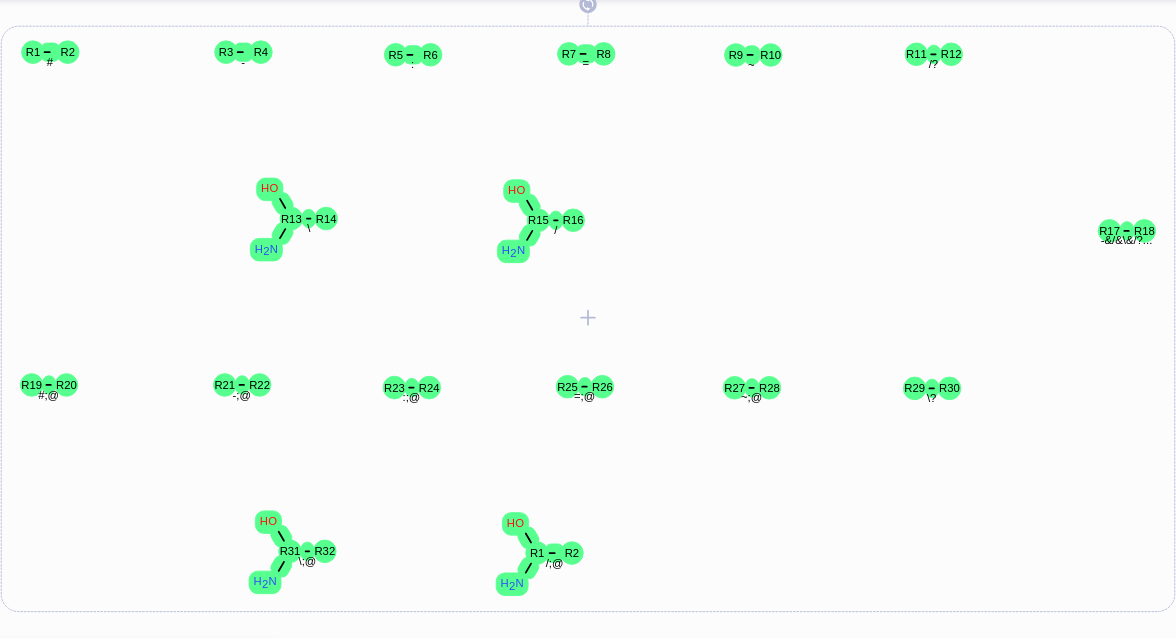 R1 R2
#
R3 R4
-
R5 R6
:
R7 R8
=
R9 R10
~
R11 R12
/?
HO
R13 R14
\
H2N
HO
R15 R16
/
H2N
R17 R18
-&/&\&/?...
R19 R20
#;@
R21 R22
-;@
R23 R24
:;@
R25 R26
=;@
R27 R28
~;@
R29 R30
\?
HO
R31 R32
\;@
H2N
HO
R1 R2
/;@
H2N